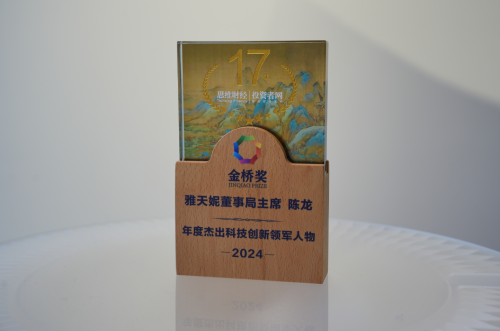 17th
思维财经 | 投资者网
金桥奖
JINQIAO PRIZE
雅天妮董事局主席 陈龙
年度杰出科技创新领军人物
—2024—